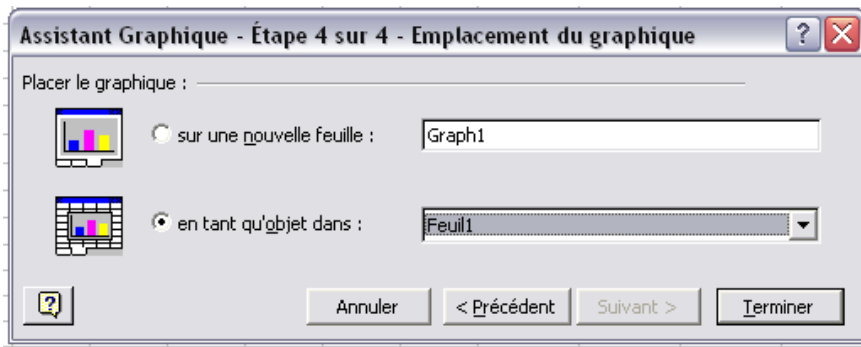 Assistant Graphique - Étape 4 sur 4 - Emplacement du graphique
Placer le graphique :
sur une nouvelle feuille : Graph1
en tant qu'objet dans : Feuil1
Annuler < Précédent Suivant > Terminer